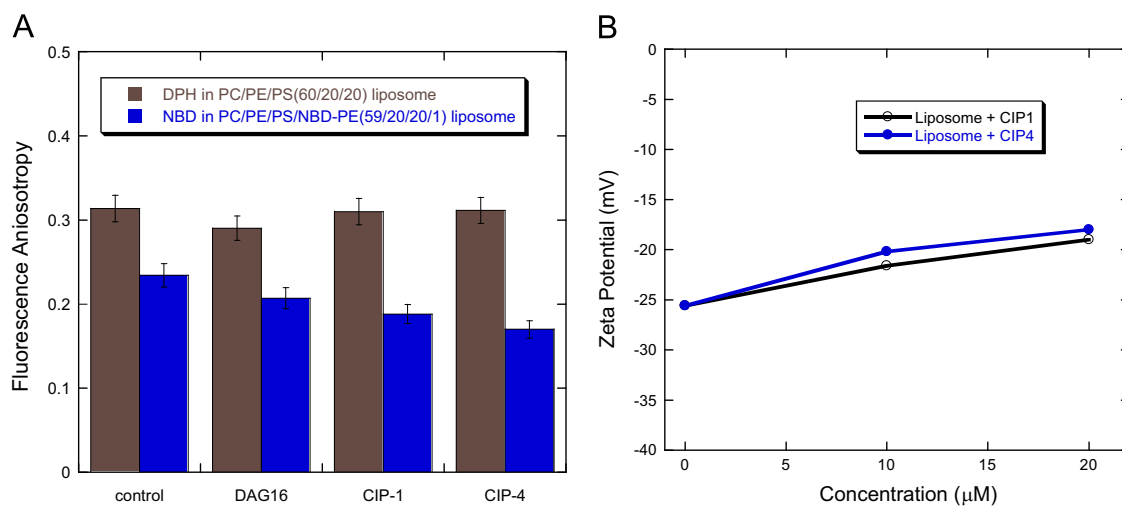 A
0.5
0.4
0.3
0.2
0.1
0
Fluorescence Aniosotropy
DPH in PC/PE/PS(60/20/20) liposome
NBD in PC/PE/PS/NBD-PE(59/20/20/1) liposome
control DAG16 CIP-1 CIP-4
B
0
-5
-10
-15
-20
-25
-30
-35
-40
Zeta Potential (mV)
Liposome + CIP1
Liposome + CIP4
0 5 10 15 20
Concentration (μM)